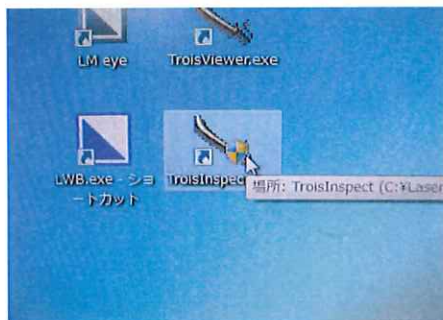 LM eye
TroisViewer.exe
LWB.exe - ショ
ートカット
TroisInspec
場所: TroisInspect (C:¥Laser